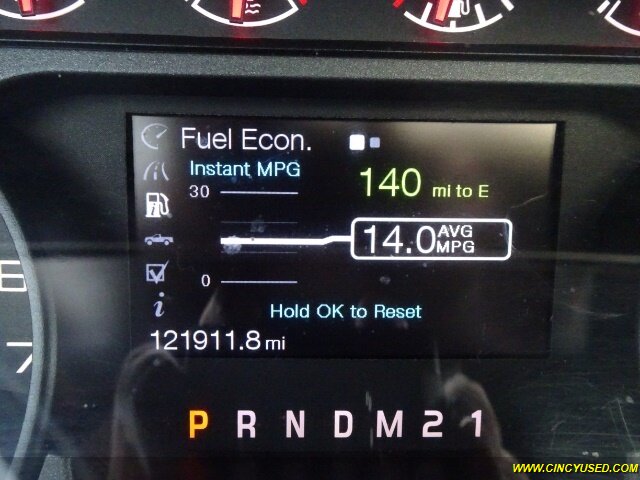 Fuel Econ.
Instant MPG
30
140 mi to E
14.0 AVG MPG
0
Hold OK to Reset
121911.8 mi
7
P R N D M 2 1
WWW.CINCYUSED.COM